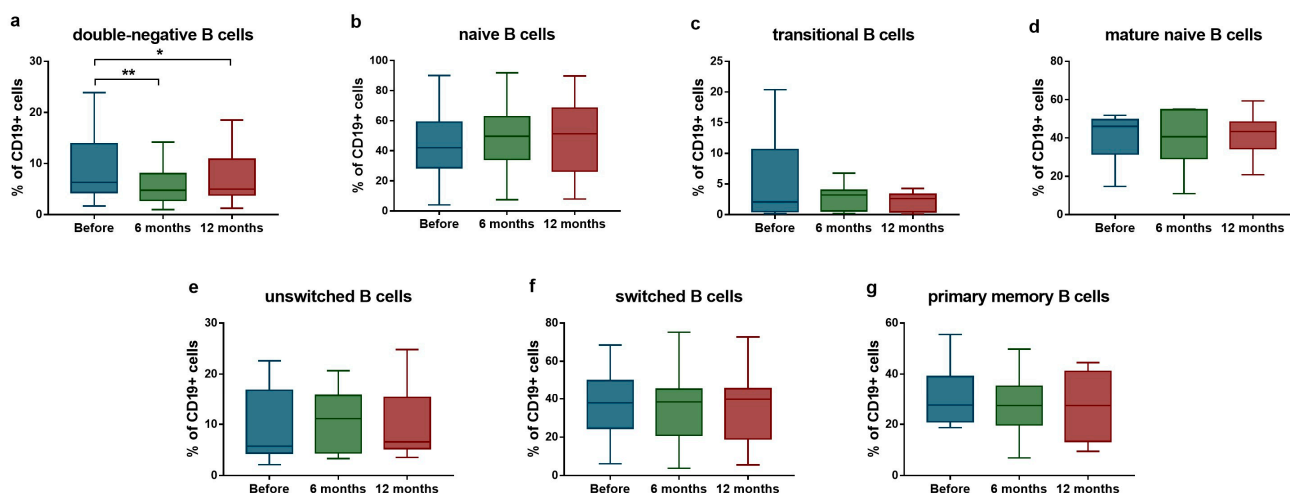 a
double-negative B cells
% of CD19+ cells
30
20
10
0
*
**
Before 6 months 12 months
b
naive B cells
% of CD19+ cells
100
80
60
40
20
0
Before 6 months 12 months
c
transitional B cells
% of CD19+ cells
25
20
15
10
5
0
Before 6 months 12 months
d
mature naive B cells
% of CD19+ cells
80
60
40
20
0
Before 6 months 12 months
e
unswitched B cells
% of CD19+ cells
30
20
10
0
Before 6 months 12 months
f
switched B cells
% of CD19+ cells
80
60
40
20
0
Before 6 months 12 months
g
primary memory B cells
% of CD19+ cells
60
40
20
0
Before 6 months 12 months